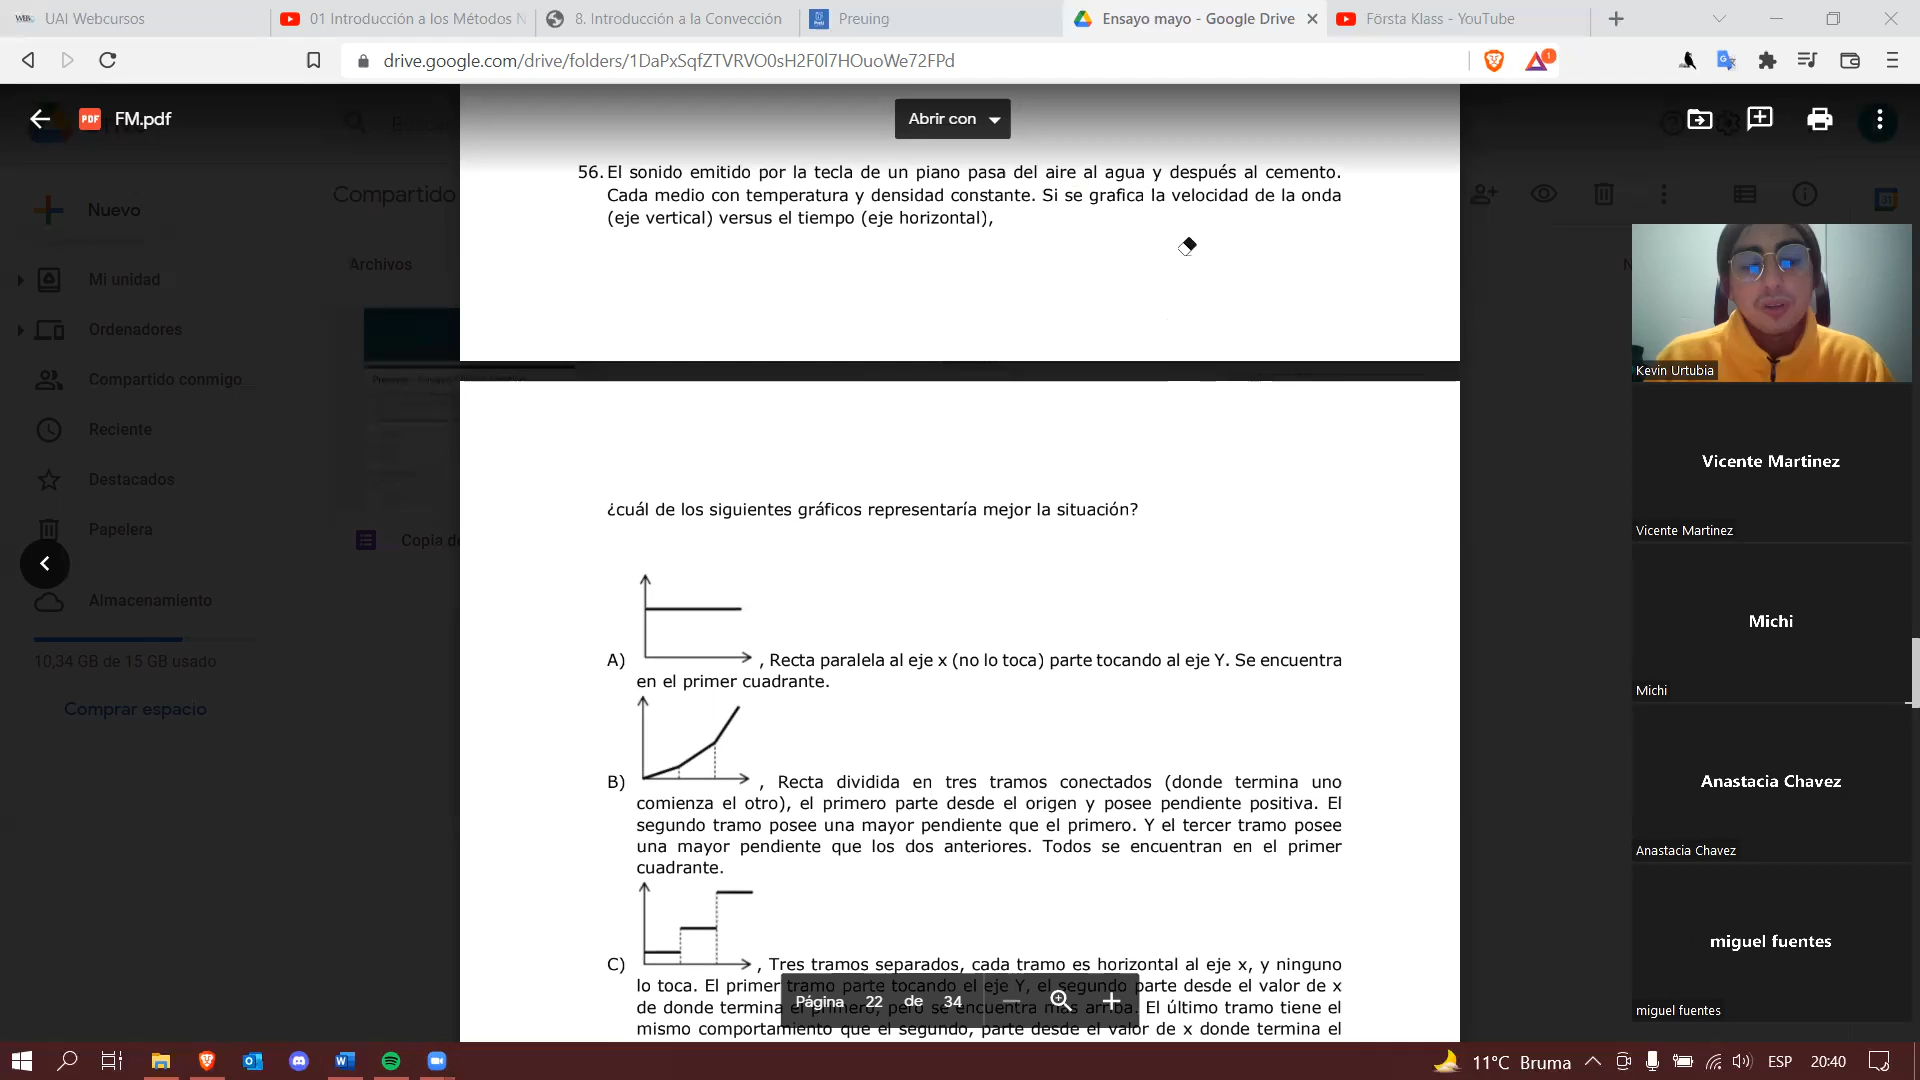 UAI Webcursos
01 Introducción a los Métodos N
8. Introducción a la Convección
Preuing
Ensayo mayo - Google Drive
Första Klass - YouTube
drive.google.com/drive/folders/1DaPxSqfZTVRVO0sH2F0l7HOuoWe72FPd
1
PDF
FM.pdf
Abrir con
Nuevo
Compartido
Archivos
Mi unidad
Ordenadores
Compartido conmigo
Reciente
Destacados
Papelera
Copia de
Almacenamiento
10,34 GB de 15 GB usado
Comprar espacio
56. El sonido emitido por la tecla de un piano pasa del aire al agua y después al cemento.
Cada medio con temperatura y densidad constante. Si se grafica la velocidad de la onda
(eje vertical) versus el tiempo (eje horizontal),
¿cuál de los siguientes gráficos representaría mejor la situación?
A) , Recta paralela al eje x (no lo toca) parte tocando al eje Y. Se encuentra
en el primer cuadrante.
B) , Recta dividida en tres tramos conectados (donde termina uno
comienza el otro), el primero parte desde el origen y posee pendiente positiva. El
segundo tramo posee una mayor pendiente que el primero. Y el tercer tramo posee
una mayor pendiente que los dos anteriores. Todos se encuentran en el primer
cuadrante.
C) , Tres tramos separados, cada tramo es horizontal al eje x, y ninguno
lo toca. El primer tramo parte tocando el eje Y, el segundo parte desde el valor de x
de donde termina el primero, pero se encuentra más arriba. El último tramo tiene el
mismo comportamiento que el segundo, parte desde el valor de x donde termina el
Página 22 de 34
Kevin Urtubia
Vicente Martinez
Vicente Martinez
Michi
Michi
Anastacia Chavez
Anastacia Chavez
miguel fuentes
miguel fuentes
11°C Bruma
ESP
20:40